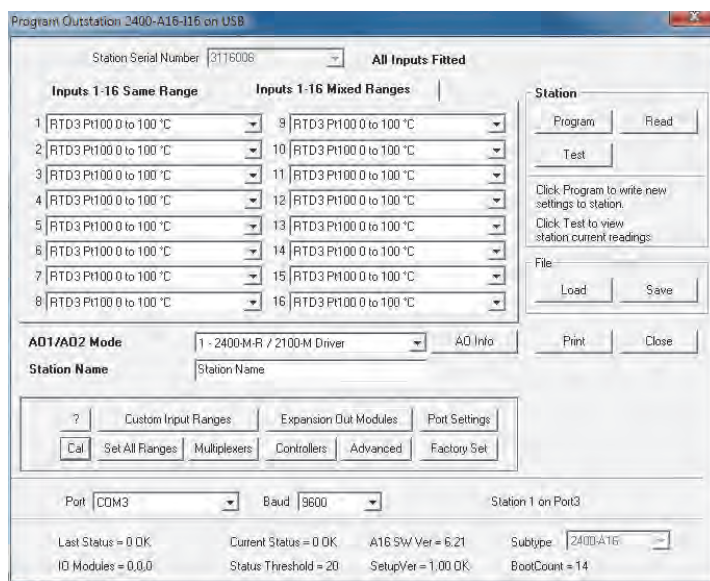 Program Outstation 2400-A16-I16 on USB
Station Serial Number 3116006 All Inputs Fitted
Inputs 1-16 Same Range Inputs 1-16 Mixed Ranges
1 RTD3 Pt100 0 to 100 °C 9 RTD3 Pt100 0 to 100 °C
2 RTD3 Pt100 0 to 100 °C 10 RTD3 Pt100 0 to 100 °C
3 RTD3 Pt100 0 to 100 °C 11 RTD3 Pt100 0 to 100 °C
4 RTD3 Pt100 0 to 100 °C 12 RTD3 Pt100 0 to 100 °C
5 RTD3 Pt100 0 to 100 °C 13 RTD3 Pt100 0 to 100 °C
6 RTD3 Pt100 0 to 100 °C 14 RTD3 Pt100 0 to 100 °C
7 RTD3 Pt100 0 to 100 °C 15 RTD3 Pt100 0 to 100 °C
8 RTD3 Pt100 0 to 100 °C 16 RTD3 Pt100 0 to 100 °C
Station
Program Read
Test
Click Program to write new
settings to station.
Click Test to view
station current readings
File
Load Save
AO1/AO2 Mode 1 - 2400-M-R / 2100-M Driver AO Info Print Close
Station Name Station Name
? Custom Input Ranges Expansion Out Modules Port Settings
Cal Set All Ranges Multiplexers Controllers Advanced Factory Set
Port COM3 Baud 9600 Station 1 on Port3
Last Status = 0 OK Current Status = 0 OK A16 SW Ver = 6.21 Subtype 2400-A16
IO Modules = 0,0,0 Status Threshold = 20 SetupVer = 1.00 OK BootCount = 14